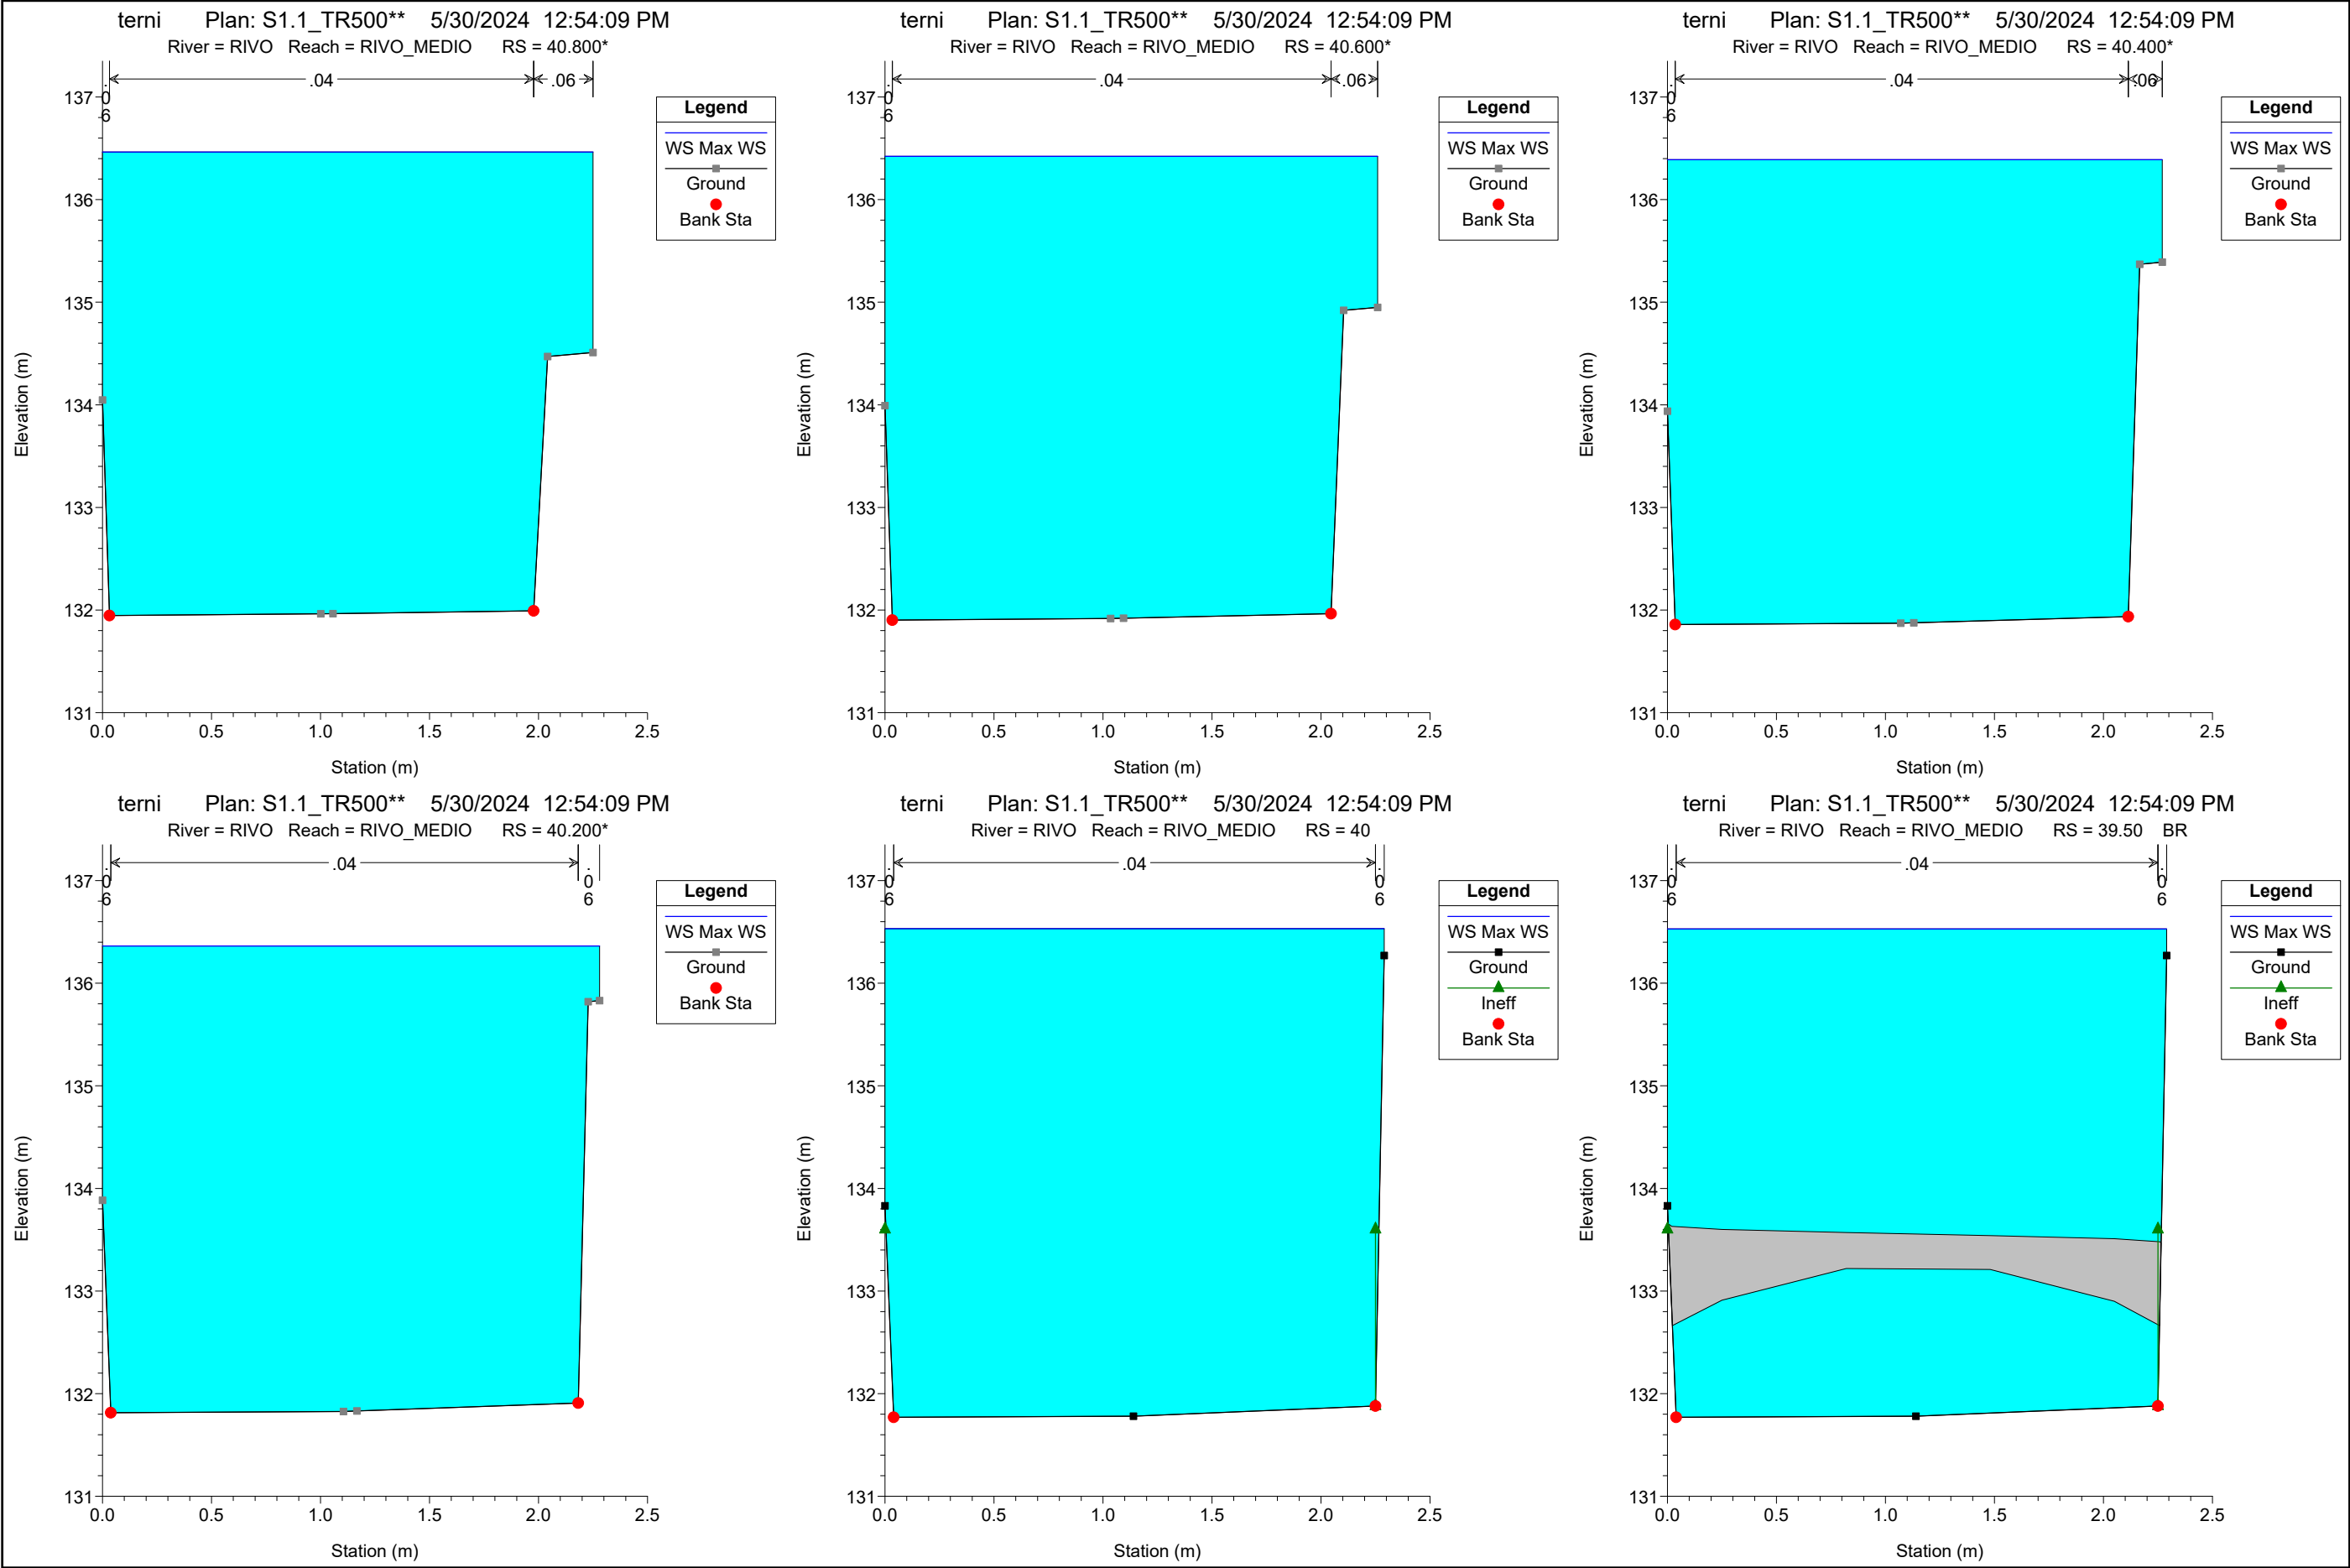 terni Plan: S1.1_TR500** 5/30/2024 12:54:09 PM
River = RIVO Reach = RIVO_MEDIO RS = 40.800*
.06 .04 .06
137
136
135
134
133
132
131
0.0 0.5 1.0 1.5 2.0 2.5
Station (m)
Elevation (m)
Legend
WS Max WS
Ground
Bank Sta
terni Plan: S1.1_TR500** 5/30/2024 12:54:09 PM
River = RIVO Reach = RIVO_MEDIO RS = 40.600*
.06 .04 .06
137
136
135
134
133
132
131
0.0 0.5 1.0 1.5 2.0 2.5
Station (m)
Elevation (m)
Legend
WS Max WS
Ground
Bank Sta
terni Plan: S1.1_TR500** 5/30/2024 12:54:09 PM
River = RIVO Reach = RIVO_MEDIO RS = 40.400*
.06 .04 .06
137
136
135
134
133
132
131
0.0 0.5 1.0 1.5 2.0 2.5
Station (m)
Elevation (m)
Legend
WS Max WS
Ground
Bank Sta
terni Plan: S1.1_TR500** 5/30/2024 12:54:09 PM
River = RIVO Reach = RIVO_MEDIO RS = 40.200*
.06 .04 .06
137
136
135
134
133
132
131
0.0 0.5 1.0 1.5 2.0 2.5
Station (m)
Elevation (m)
Legend
WS Max WS
Ground
Bank Sta
terni Plan: S1.1_TR500** 5/30/2024 12:54:09 PM
River = RIVO Reach = RIVO_MEDIO RS = 40
.06 .04 .06
137
136
135
134
133
132
131
0.0 0.5 1.0 1.5 2.0 2.5
Station (m)
Elevation (m)
Legend
WS Max WS
Ground
Ineff
Bank Sta
terni Plan: S1.1_TR500** 5/30/2024 12:54:09 PM
River = RIVO Reach = RIVO_MEDIO RS = 39.50 BR
.06 .04 .06
137
136
135
134
133
132
131
0.0 0.5 1.0 1.5 2.0 2.5
Station (m)
Elevation (m)
Legend
WS Max WS
Ground
Ineff
Bank Sta